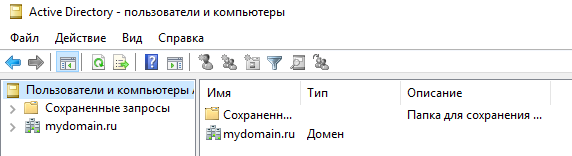 Active Directory - пользователи и компьютеры
Файл Действие Вид Справка
Пользователи и компьютеры
Сохраненные запросы
mydomain.ru
Имя Тип Описание
Сохраненн... Папка для сохранения ...
mydomain.ru Домен